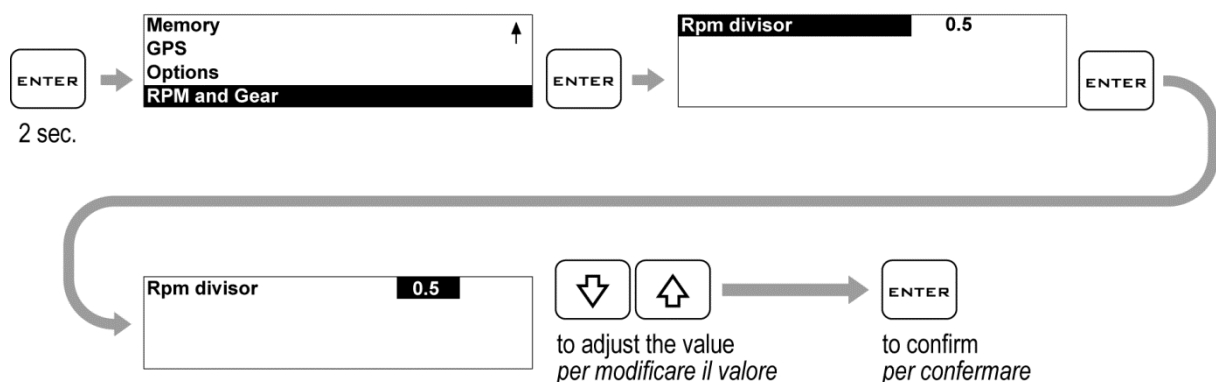 ENTER
2 sec.
Memory
GPS
Options
RPM and Gear
ENTER
Rpm divisor 0.5
ENTER
Rpm divisor 0.5
to adjust the value
per modificare il valore
ENTER
to confirm
per confermare